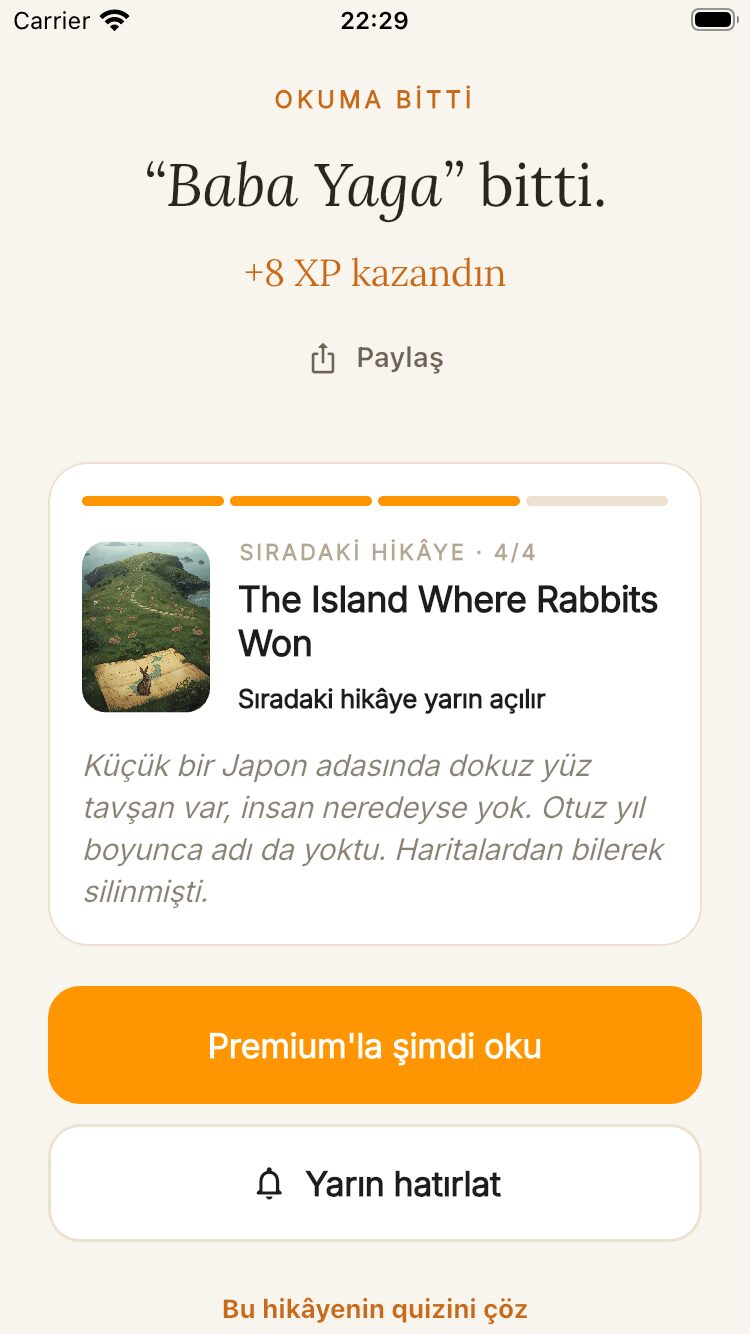 Carrier 22:29
OKUMA BİTTİ
“Baba Yaga” bitti.
+8 XP kazandın
Paylaş
SIRADAKİ HİKÂYE · 4/4
The Island Where Rabbits
Won
Sıradaki hikâye yarın açılır
Küçük bir Japon adasında dokuz yüz
tavşan var, insan neredeyse yok. Otuz yıl
boyunca adı da yoktu. Haritalardan bilerek
silinmişti.
Premium'la şimdi oku
Yarın hatırlat
Bu hikâyenin quizini çöz